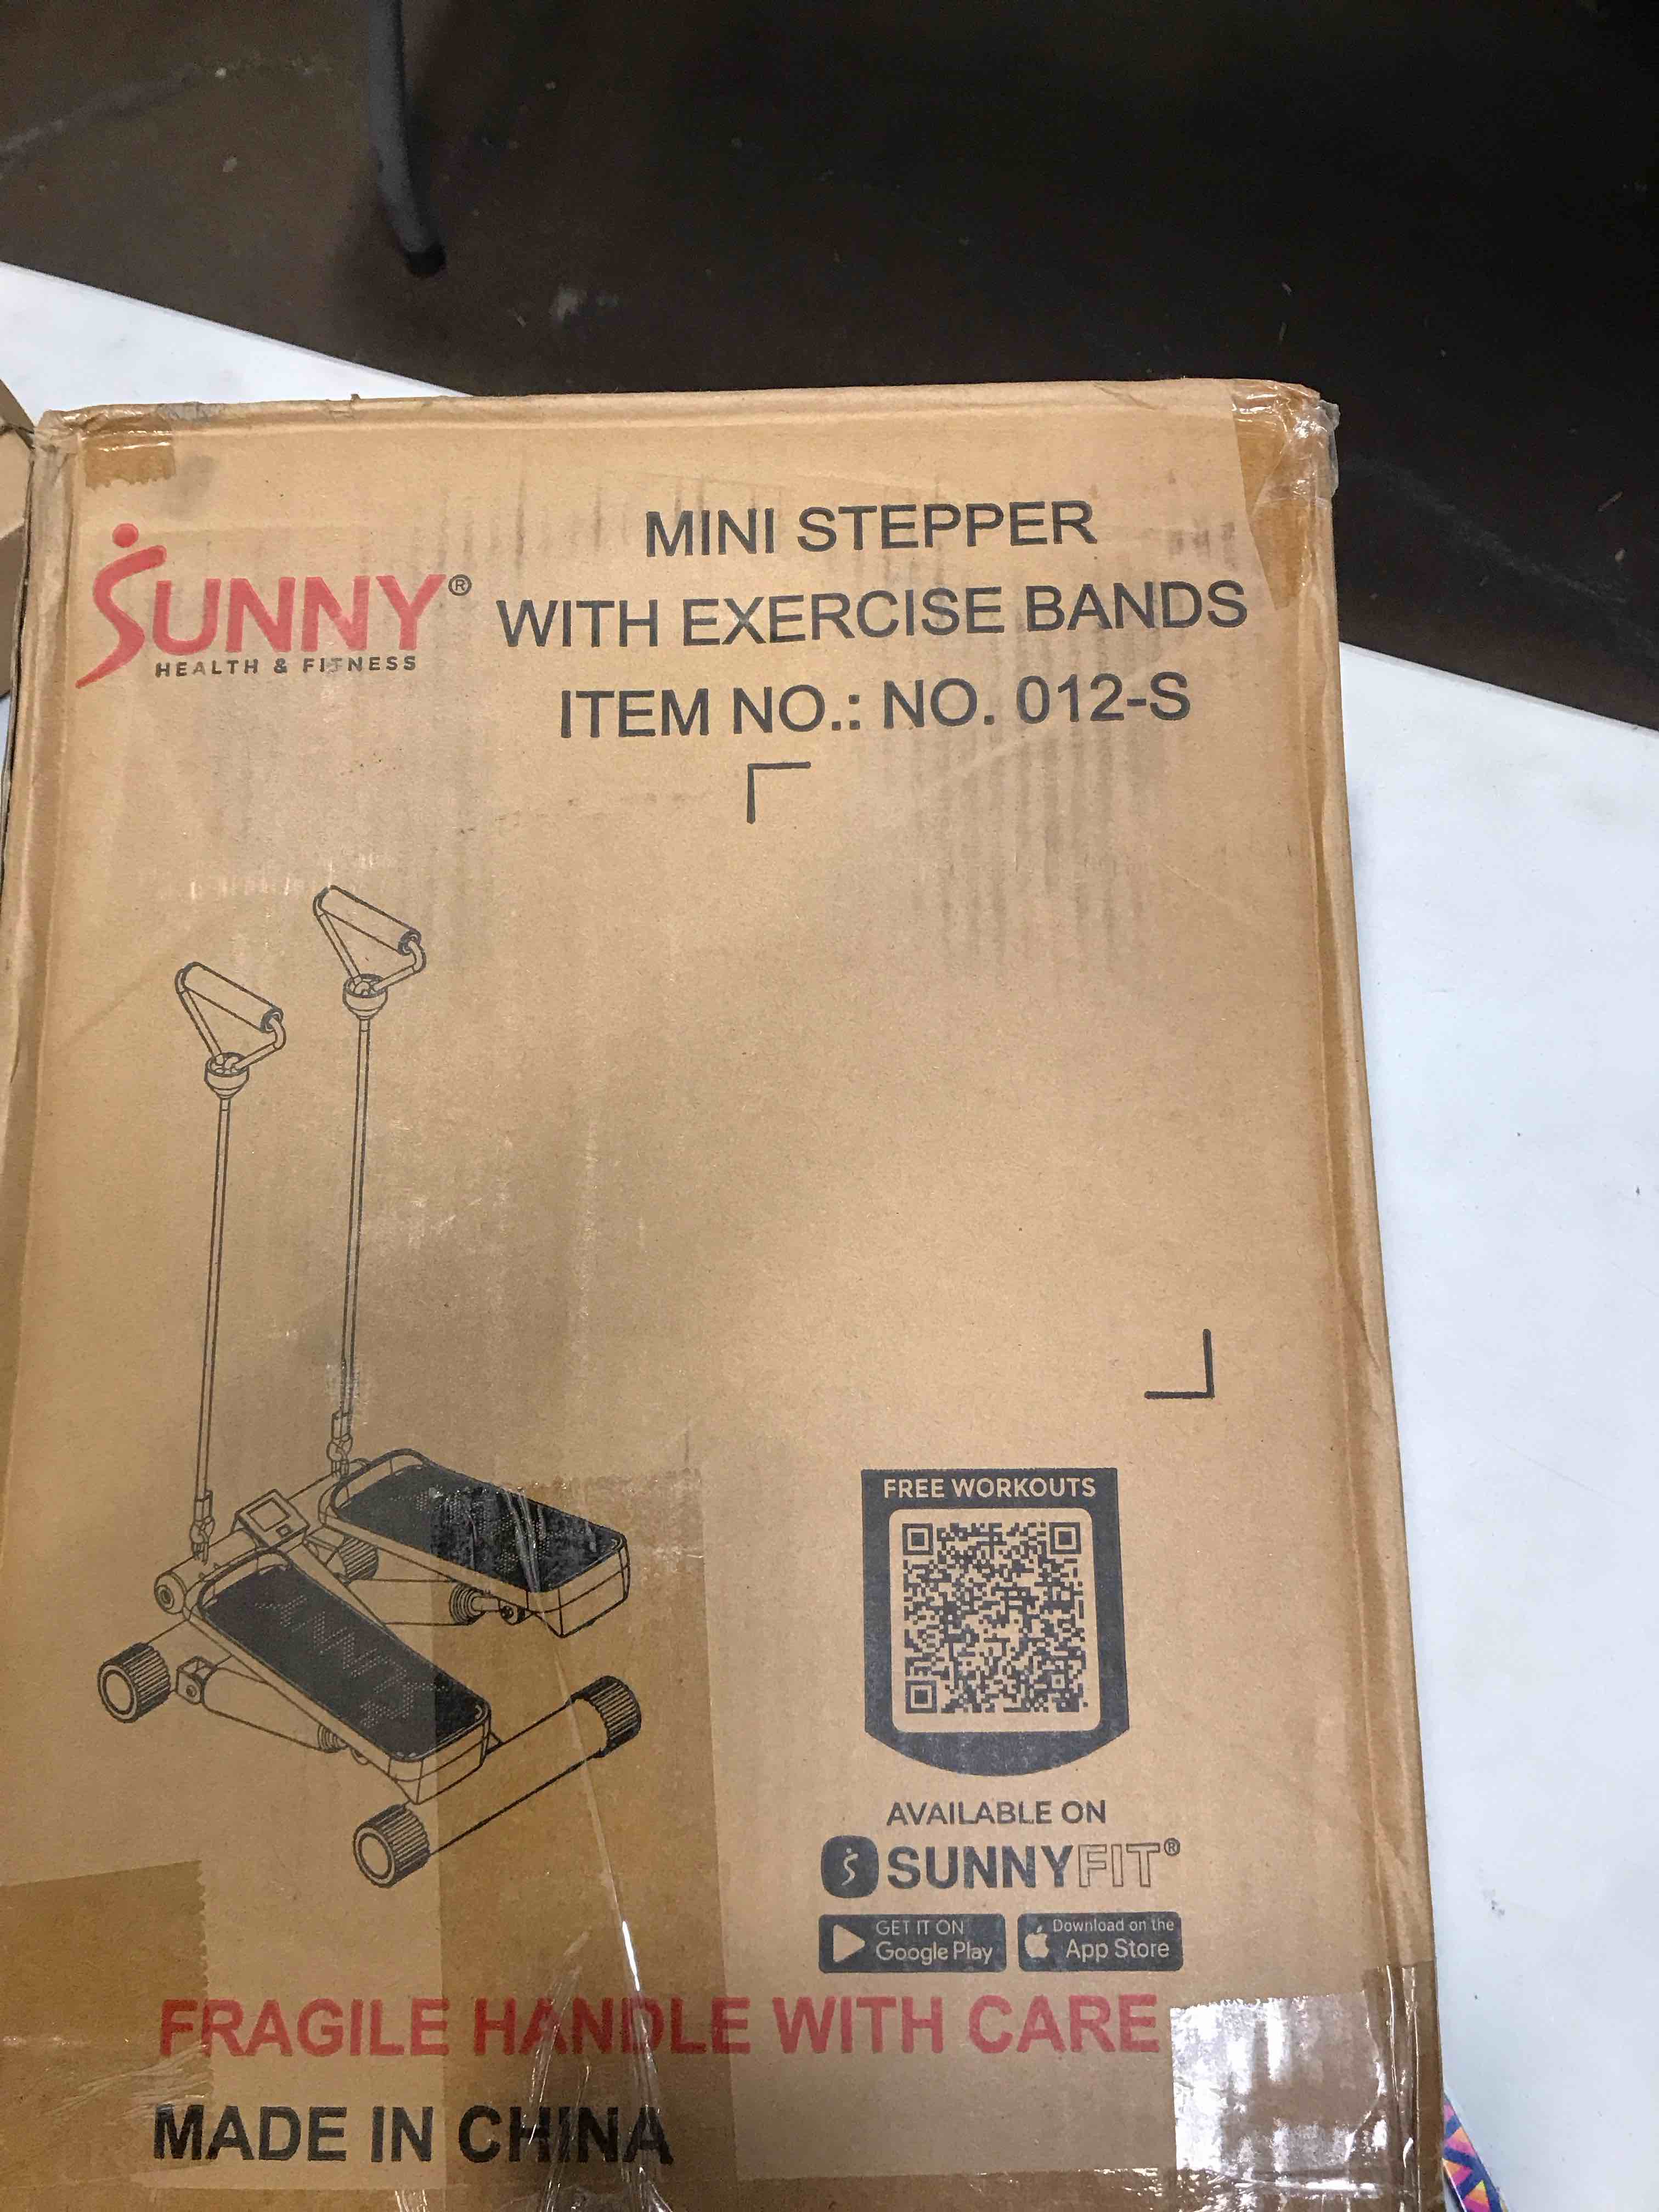 SUNNY®
HEALTH & FITNESS
MINI STEPPER
WITH EXERCISE BANDS
ITEM NO.: NO. 012-S
FREE WORKOUTS
AVAILABLE ON
SUNNYFIT®
GET IT ON
Google Play
Download on the
App Store
FRAGILE HANDLE WITH CARE
MADE IN CHINA